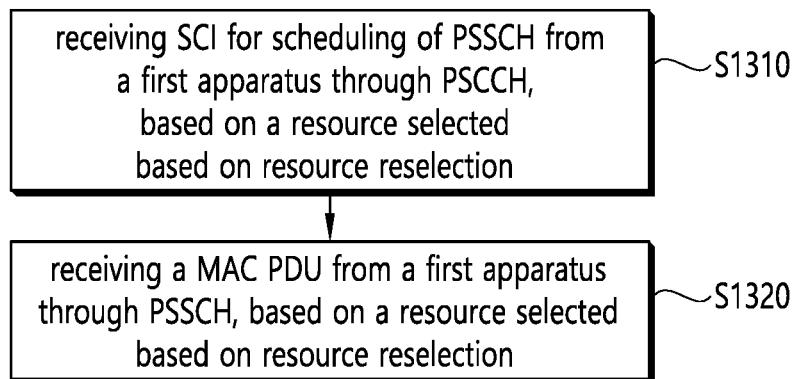 receiving SCI for scheduling of PSSCH from
a first apparatus through PSCCH,
based on a resource selected
based on resource reselection
S1310
receiving a MAC PDU from a first apparatus
through PSSCH, based on a resource selected
based on resource reselection
S1320